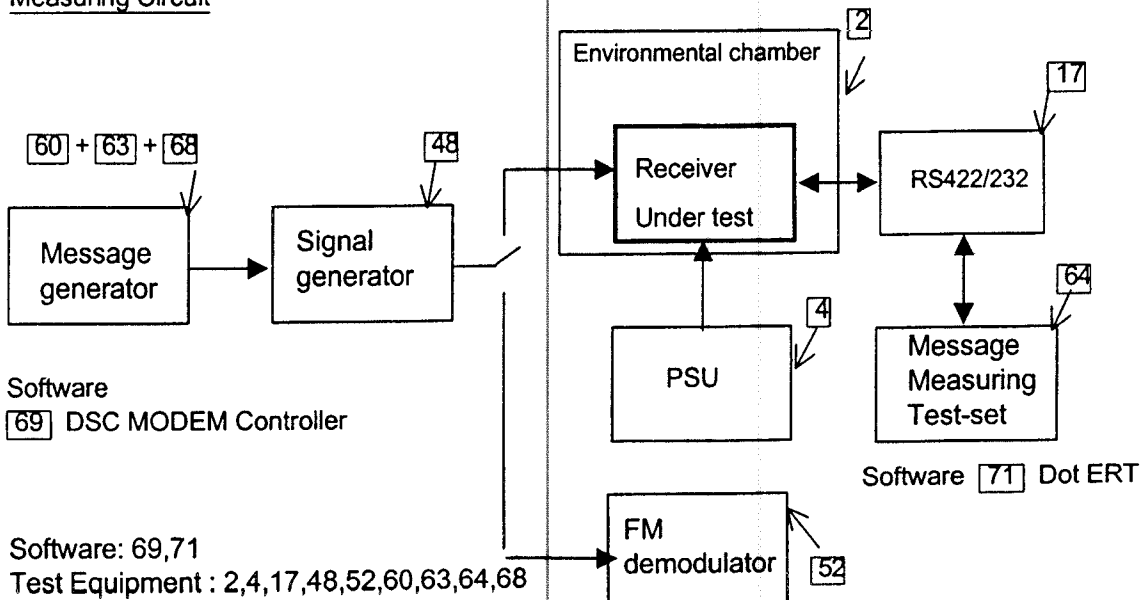 Measuring Circuit
2
Environmental chamber
17
60 + 63 + 68
48
Receiver
Under test
RS422/232
Message
generator
Signal
generator
64
4
PSU
Message
Measuring
Test-set
Software
69 DSC MODEM Controller
Software 71 Dot ERT
FM
demodulator
52
Software: 69,71
Test Equipment : 2,4,17,48,52,60,63,64,68